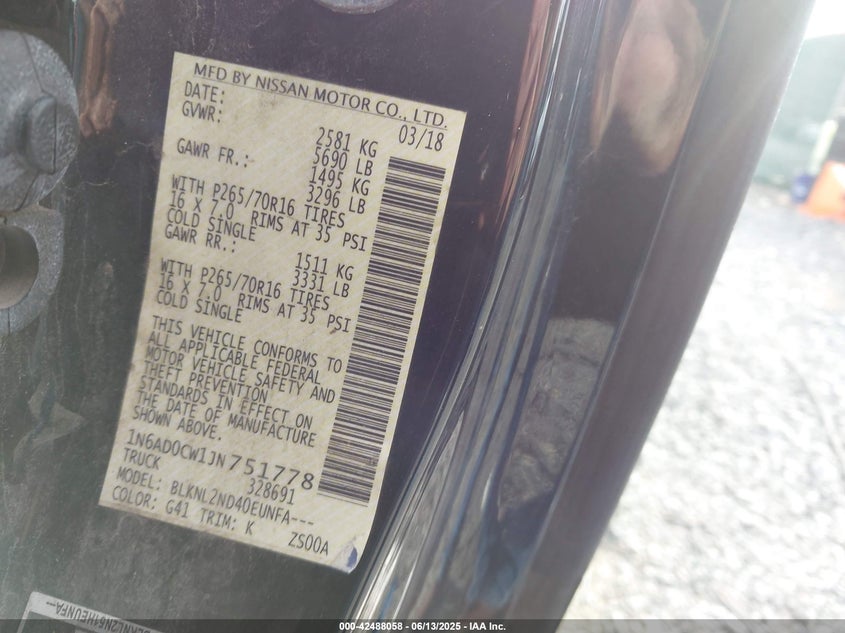 MFD BY NISSAN MOTOR CO., LTD.
DATE: 03/18
GVWR: 2581 KG
5690 LB
GAWR FR.: 1495 KG
3296 LB
WITH P265/70R16 TIRES
16 X 7.0 RIMS AT 35 PSI
COLD SINGLE
GAWR RR.: 1511 KG
3331 LB
WITH P265/70R16 TIRES
16 X 7.0 RIMS AT 35 PSI
COLD SINGLE
THIS VEHICLE CONFORMS TO
ALL APPLICABLE FEDERAL
MOTOR VEHICLE SAFETY AND
THEFT PREVENTION
STANDARDS IN EFFECT ON
THE DATE OF MANUFACTURE
SHOWN ABOVE.
1N6AD0CW1JN751778
TRUCK 328691
MODEL: BLKNL2ND40EUNFA---
COLOR: G41 TRIM: K ZS00A
000-42488058 - 06/13/2025 - IAA Inc.